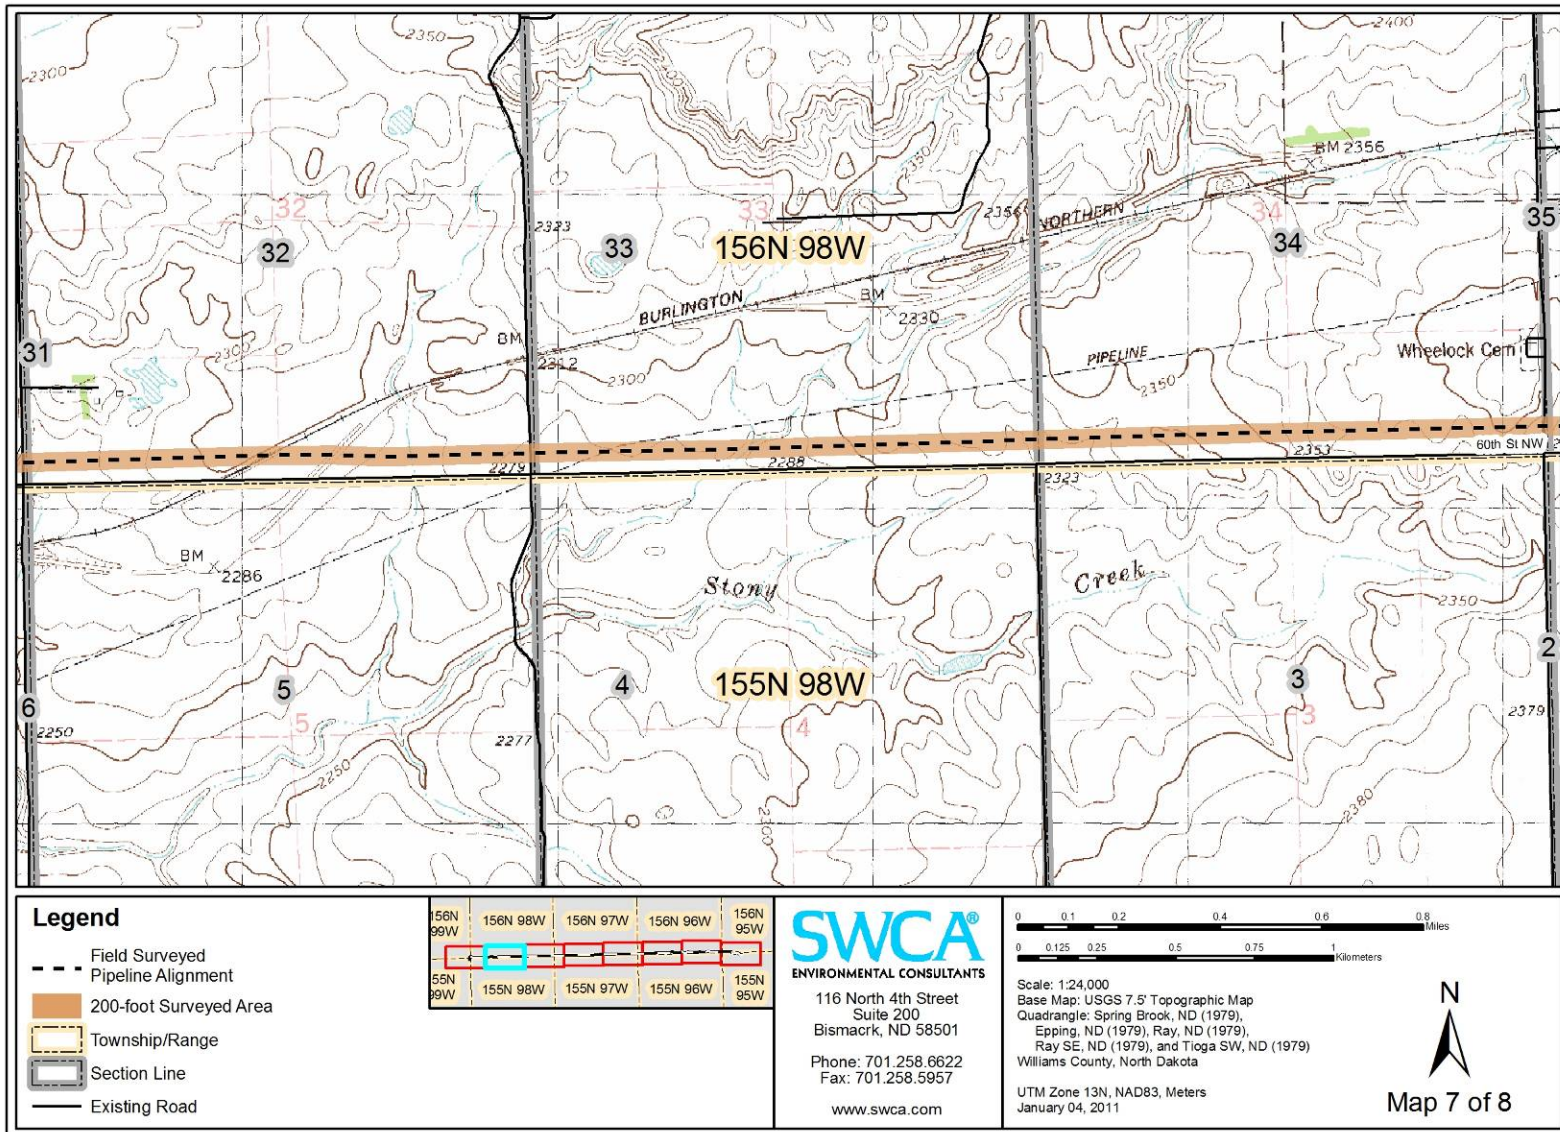 2350
2400
2300
BM 2356
32
33
34
35
2323
2350
2356
NORTHERN
32
33
156N 98W
34
BURLINGTON
BM
2330
31
2300
BM
2312
2300
PIPELINE
2350
Wheelock Cem
2279
2288
2353
60th St NW
2323
BM
2286
Stony
Creek
2350
6
5
4
155N 98W
3
2
2250
5
2277
4
3
2379
2250
2300
2380
Legend
Field Surveyed
Pipeline Alignment
200-foot Surveyed Area
Township/Range
Section Line
Existing Road
156N
99W
156N 98W
156N 97W
156N 96W
156N
95W
55N
99W
155N 98W
155N 97W
155N 96W
155N
95W
SWCA®
ENVIRONMENTAL CONSULTANTS
116 North 4th Street
Suite 200
Bismacrk, ND 58501
Phone: 701.258.6622
Fax: 701.258.5957
www.swca.com
0 0.1 0.2 0.4 0.6 0.8
Miles
0 0.125 0.25 0.5 0.75 1
Kilometers
Scale: 1:24,000
Base Map: USGS 7.5' Topographic Map
Quadrangle: Spring Brook, ND (1979),
Epping, ND (1979), Ray, ND (1979),
Ray SE, ND (1979), and Tioga SW, ND (1979)
Williams County, North Dakota
UTM Zone 13N, NAD83, Meters
January 04, 2011
N
Map 7 of 8